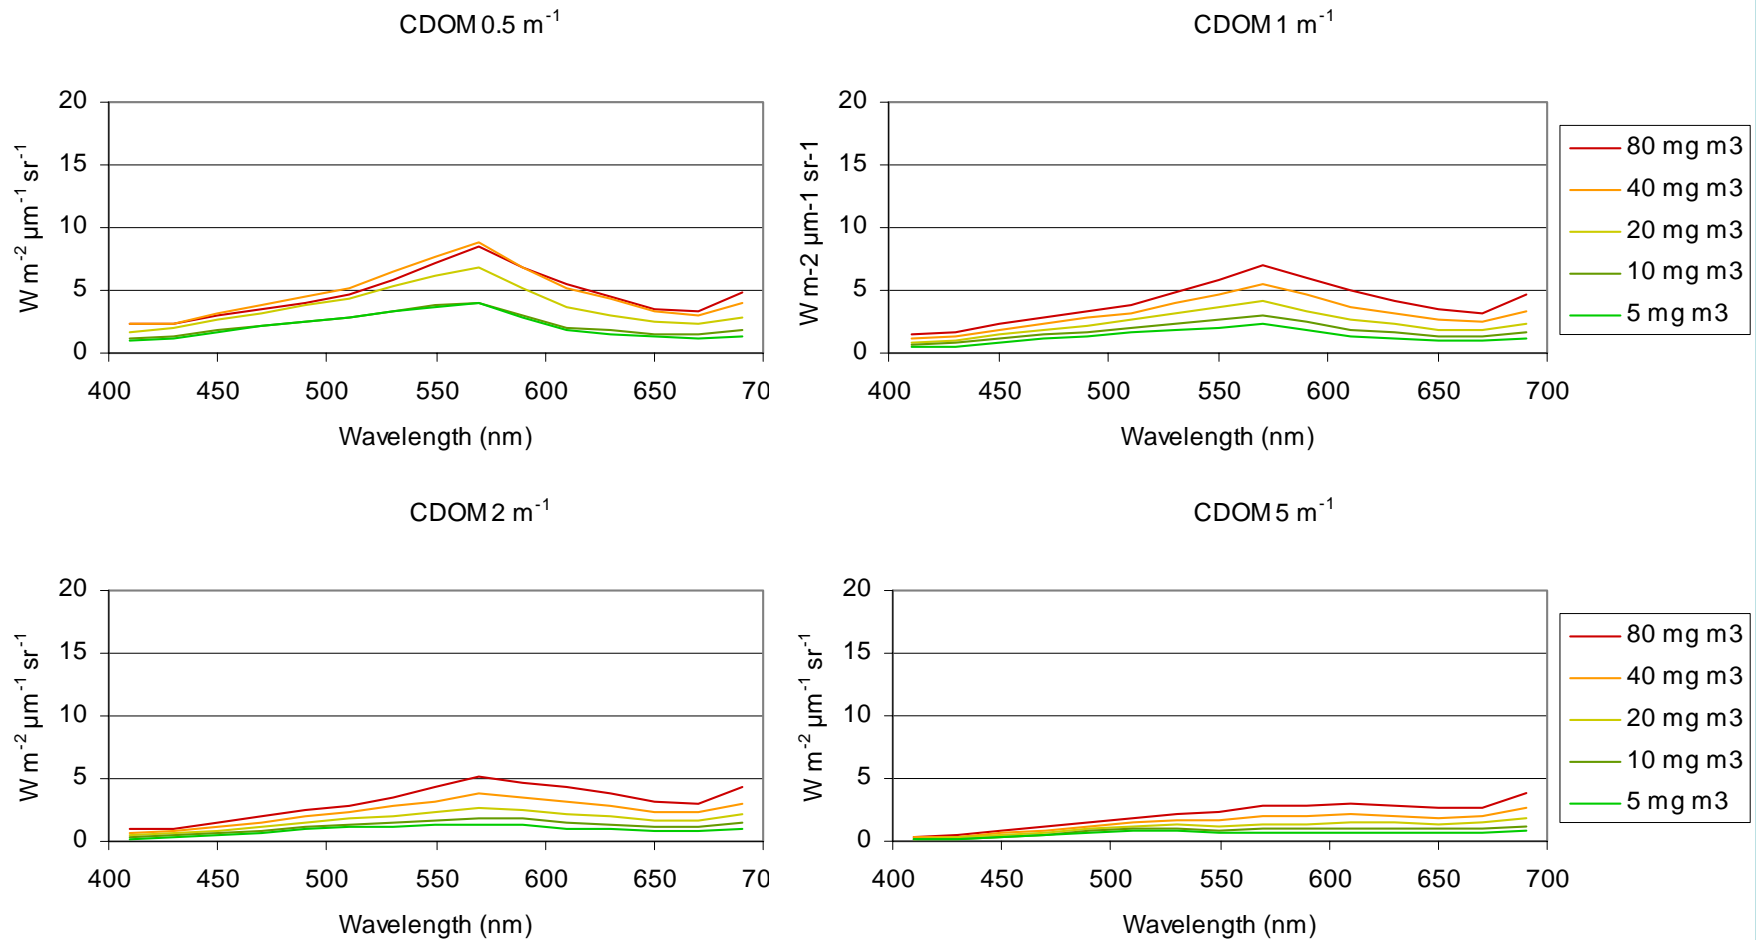 CDOM 0.5 m⁻¹
CDOM 1 m⁻¹
20
15
10
5
0
W m⁻² µm⁻¹ sr⁻¹
400 450 500 550 600 650 70
Wavelength (nm)
20
15
10
5
0
W m-2 µm-1 sr-1
400 450 500 550 600 650 700
Wavelength (nm)
80 mg m3
40 mg m3
20 mg m3
10 mg m3
5 mg m3
CDOM 2 m⁻¹
CDOM 5 m⁻¹
20
15
10
5
0
W m⁻² µm⁻¹ sr⁻¹
400 450 500 550 600 650 70
Wavelength (nm)
20
15
10
5
0
W m⁻² µm⁻¹ sr⁻¹
400 450 500 550 600 650 700
Wavelength (nm)
80 mg m3
40 mg m3
20 mg m3
10 mg m3
5 mg m3